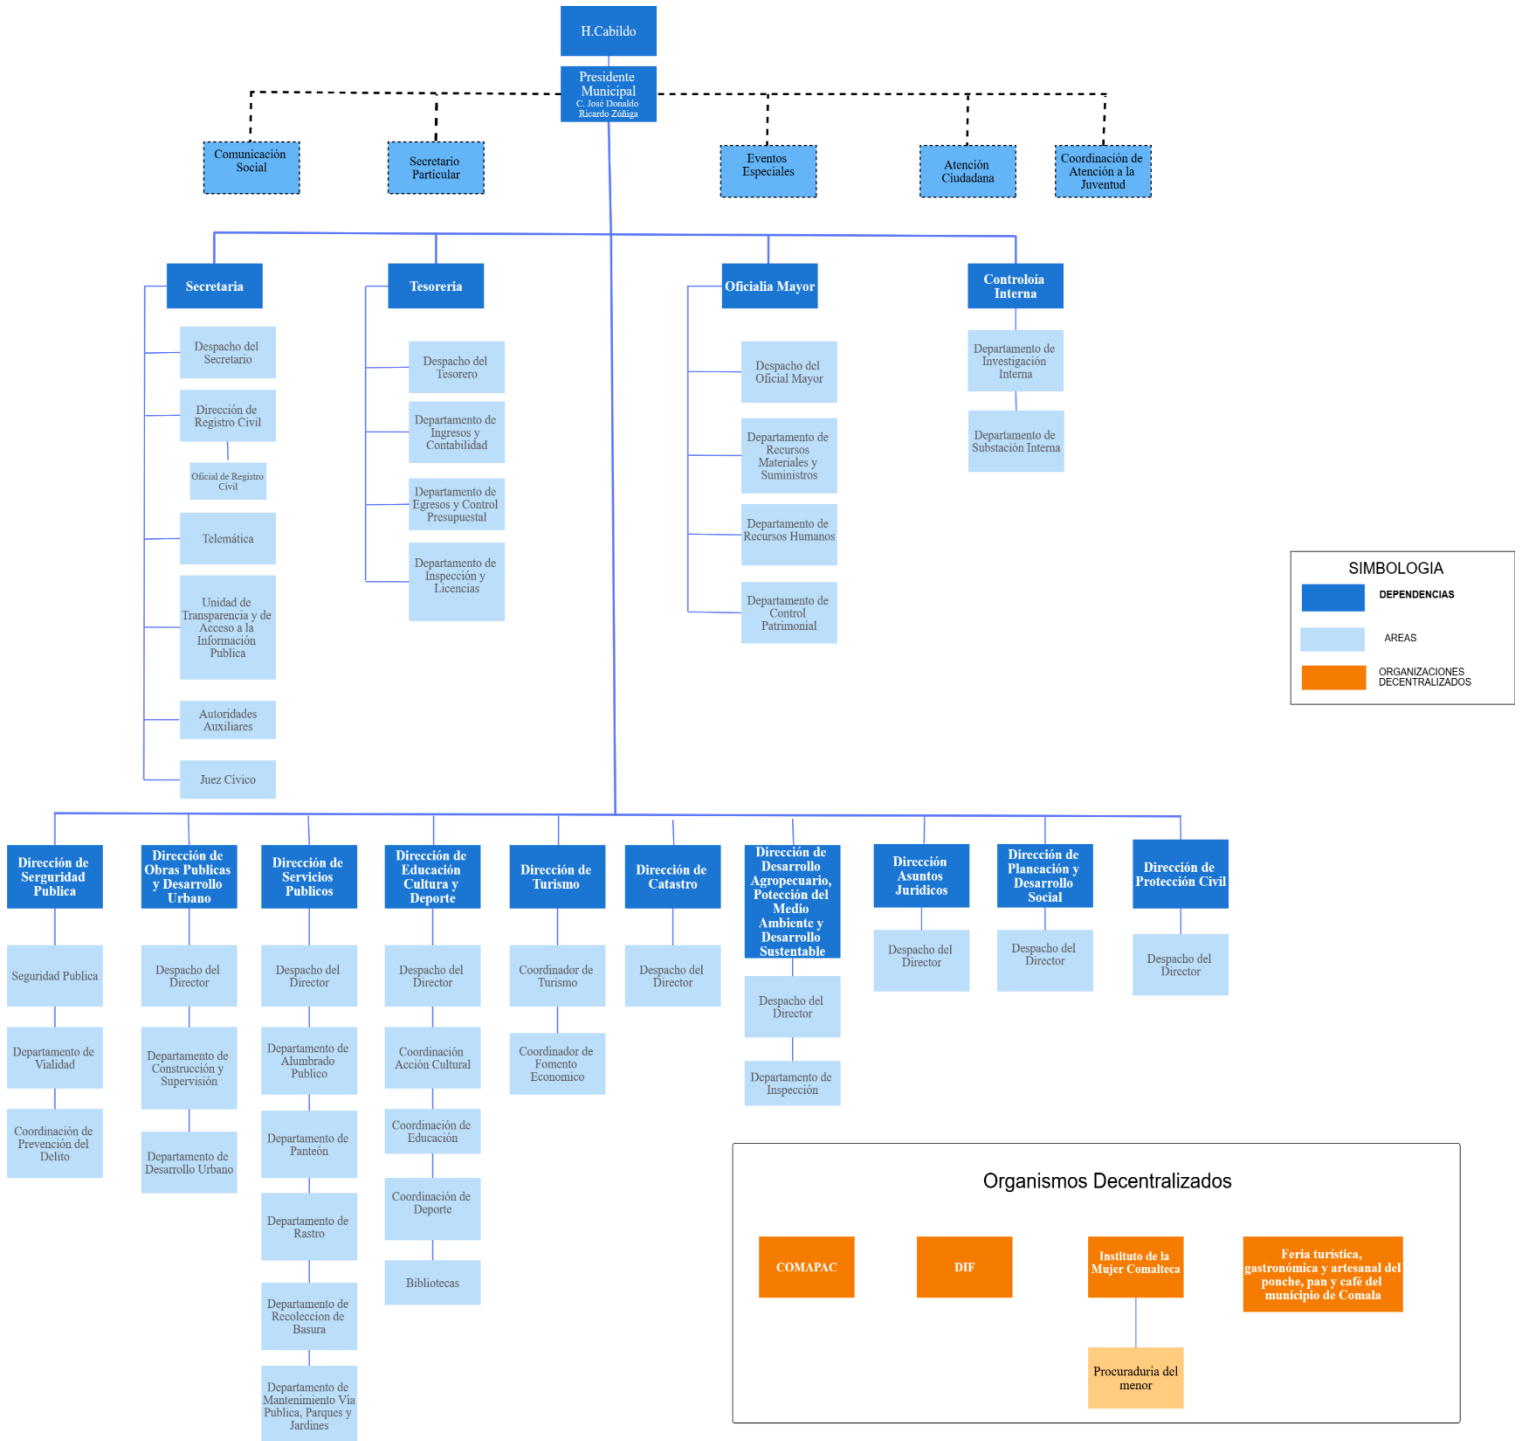 H.Cabildo
Presidente
Municipal
C. José Donaldo
Ricardo Zúñiga
Comunicación
Social
Secretario
Particular
Eventos
Especiales
Atención
Ciudadana
Coordinación de
Atención a la
Juventud
Secretaria
Tesoreria
Oficialia Mayor
Controloía
Interna
Despacho del
Secretario
Dirección de
Registro Civil
Oficial de Registro
Civil
Telemática
Unidad de
Transparencia y de
Acceso a la
Información
Publica
Autoridades
Auxiliares
Juez Cívico
Despacho del
Tesorero
Departamento de
Ingresos y
Contabilidad
Departamento de
Egresos y Control
Presupuestal
Departamento de
Inspección y
Licencias
Despacho del
Oficial Mayor
Departamento de
Recursos
Materiales y
Suministros
Departamento de
Recursos Humanos
Departamento de
Control
Patrimonial
Departamento de
Investigación
Interna
Departamento de
Substación Interna
SIMBOLOGIA
DEPENDENCIAS
AREAS
ORGANIZACIONES
DECENTRALIZADOS
Dirección de
Serguridad
Publica
Dirección de
Obras Publicas
y Desarrollo
Urbano
Dirección de
Servicios
Publicos
Dirección de
Educación
Cultura y
Deporte
Dirección de
Turismo
Dirección de
Catastro
Dirección de
Desarrollo
Agropecuario,
Potección del
Medio
Ambiente y
Desarrollo
Sustentable
Dirección
Asuntos
Juridicos
Dirección de
Planeación y
Desarrollo
Social
Dirección de
Protección Civil
Seguridad Publica
Departamento de
Vialidad
Coordinación de
Prevención del
Delito
Despacho del
Director
Departamento de
Construcción y
Supervisión
Departamento de
Desarrollo Urbano
Despacho del
Director
Departamento de
Alumbrado
Publico
Departamento de
Panteón
Departamento de
Rastro
Departamento de
Recoleccion de
Basura
Departamento de
Mantenimiento Vía
Publica, Parques y
Jardines
Despacho del
Director
Coordinación
Acción Cultural
Coordinación de
Educación
Coordinación de
Deporte
Bibliotecas
Coordinador de
Turismo
Coordinador de
Fomento
Economico
Despacho del
Director
Despacho del
Director
Departamento de
Inspección
Despacho del
Director
Despacho del
Director
Despacho del
Director
Organismos Decentralizados
COMAPAC
DIF
Instituto de la
Mujer Comalteca
Feria turística,
gastronómica y artesanal del
ponche, pan y café del
municipio de Comala
Procuraduria del
menor